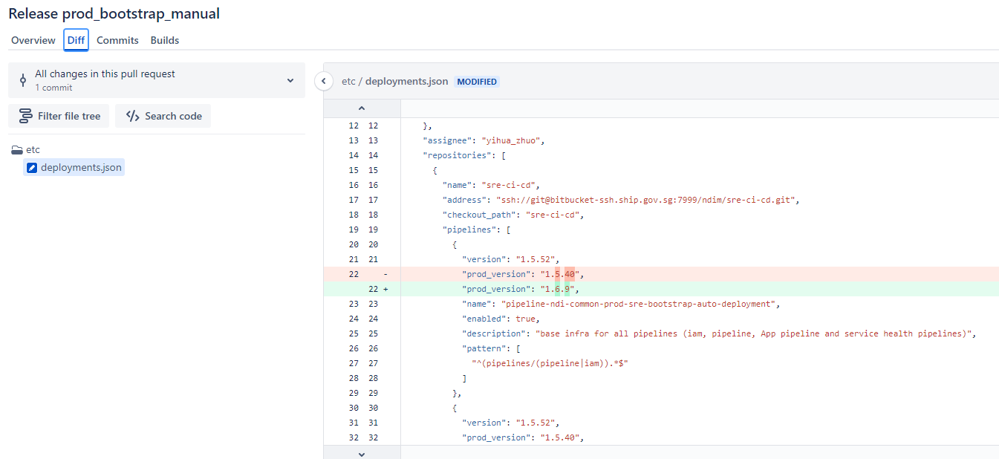 Release prod_bootstrap_manual
Overview Diff Commits Builds
All changes in this pull request
1 commit
Filter file tree
Search code
etc
deployments.json
etc / deployments.json MODIFIED
12 12 },
13 13 "assignee": "yihua_zhuo",
14 14 "repositories": [
15 15 {
16 16 "name": "sre-ci-cd",
17 17 "address": "ssh://git@bitbucket-ssh.ship.gov.sg:7999/ndim/sre-ci-cd.git",
18 18 "checkout_path": "sre-ci-cd",
19 19 "pipelines": [
20 20 {
21 21 "version": "1.5.52",
22 - "prod_version": "1.5.40",
22 + "prod_version": "1.6.9",
23 23 "name": "pipeline-ndi-common-prod-sre-bootstrap-auto-deployment",
24 24 "enabled": true,
25 25 "description": "base infra for all pipelines (iam, pipeline, App pipeline and service health pipelines)",
26 26 "pattern": [
27 27 "^(pipelines/(pipeline|iam)).*$"
28 28 ]
29 29 },
30 30 {
31 31 "version": "1.5.52",
32 32 "prod_version": "1.5.40",